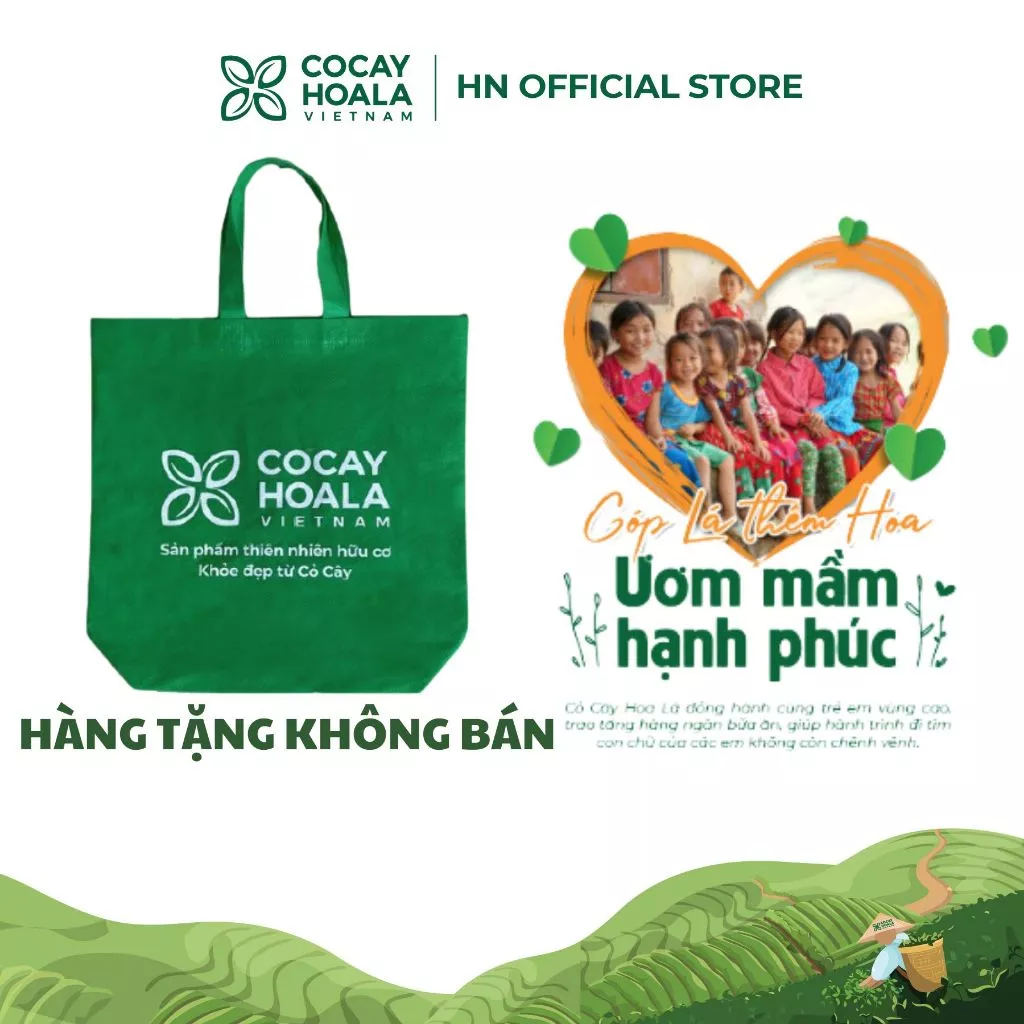 COCAY
HOALA
VIETNAM
HN OFFICIAL STORE
COCAY
HOALA
VIETNAM
Sản phẩm thiên nhiên hữu cơ
Khỏe đẹp từ Cỏ Cây
HÀNG TẶNG KHÔNG BÁN
Góp Lá thêm Hoa
Ươm mầm
hạnh phúc
Cỏ Cây Hoa Lá đồng hành cùng trẻ em vùng cao,
trao tặng hàng ngàn bữa ăn, giúp hành trình đi tìm
con chữ của các em không còn chênh vênh.